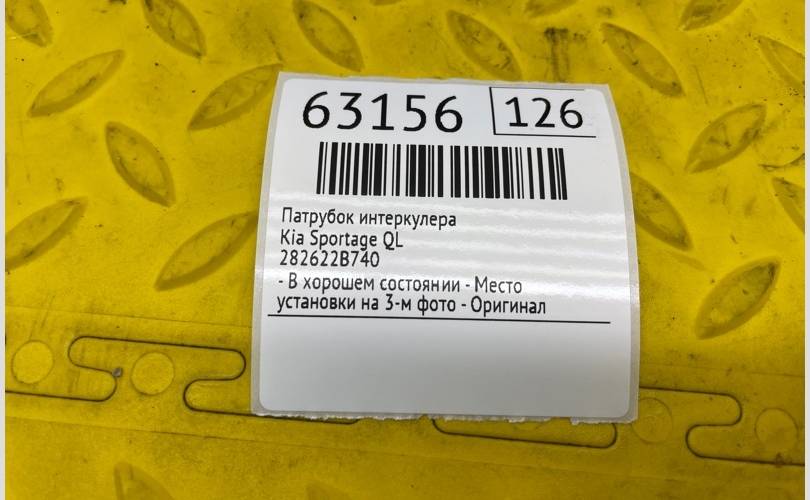 63156 126
Патрубок интеркулера
Kia Sportage QL
282622B740
- В хорошем состоянии - Место
установки на 3-м фото - Оригинал